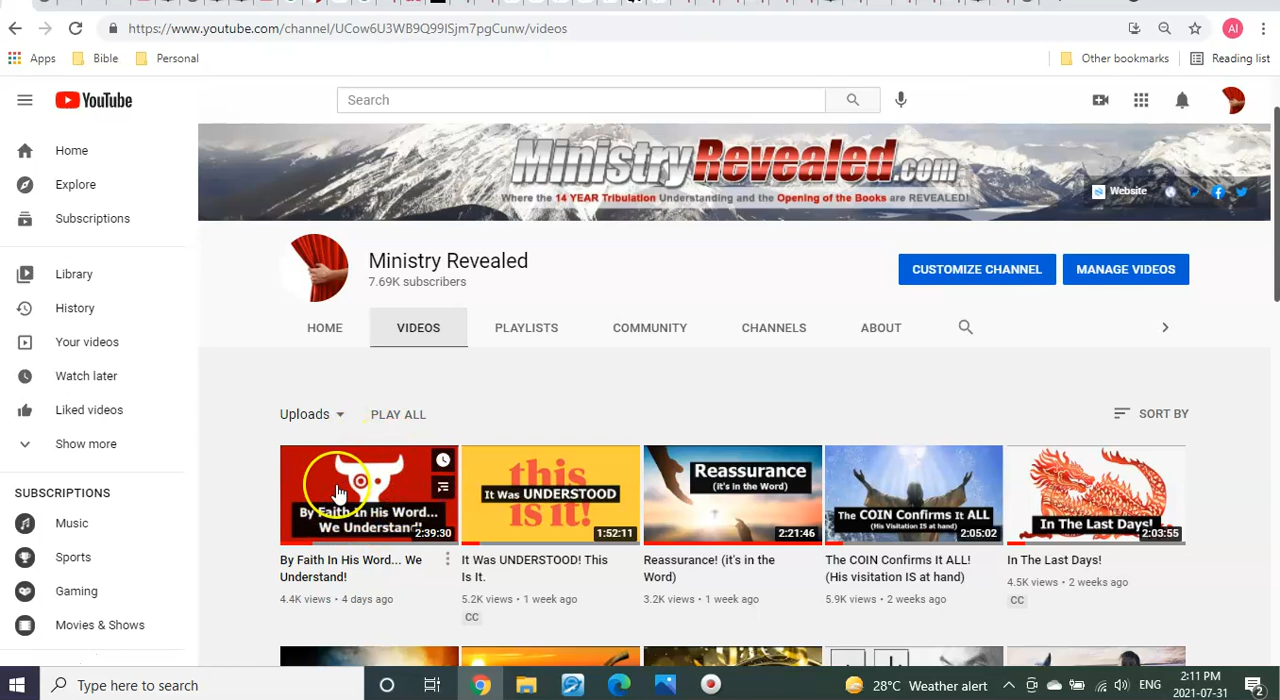 https://www.youtube.com/channel/UCow6U3WB9Q99ISjm7pgCunw/videos
AI
Apps
Bible
Personal
Other bookmarks
Reading list
YouTube
Search
MinistryRevealed.com
Where the 14 YEAR Tribulation Understanding and the Opening of the Books are REVEALED!
Website
Home
Explore
Subscriptions
Library
History
Your videos
Watch later
Liked videos
Show more
SUBSCRIPTIONS
Music
Sports
Gaming
Movies & Shows
Ministry Revealed
7.69K subscribers
CUSTOMIZE CHANNEL
MANAGE VIDEOS
HOME
VIDEOS
PLAYLISTS
COMMUNITY
CHANNELS
ABOUT
Uploads
PLAY ALL
SORT BY
By Faith In His Word...
We Understand!
2:39:30
By Faith In His Word... We
Understand!
4.4K views • 4 days ago
this
It Was UNDERSTOOD
is it!
1:52:11
It Was UNDERSTOOD! This
Is It.
5.2K views • 1 week ago
CC
Reassurance
(it's in the Word)
2:21:46
Reassurance! (it's in the
Word)
3.2K views • 1 week ago
The COIN Confirms It ALL
(His Visitation IS at hand)
2:05:02
The COIN Confirms It ALL!
(His visitation IS at hand)
5.9K views • 2 weeks ago
In The Last Days!
2:03:55
In The Last Days!
4.5K views • 2 weeks ago
CC
Type here to search
28°C Weather alert
ENG
2:11 PM
2021-07-31
2